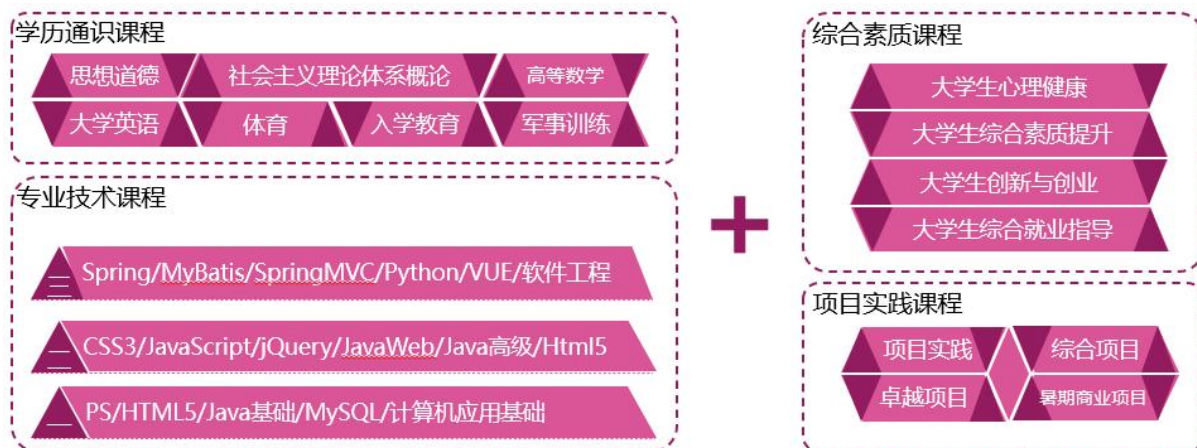 学历通识课程
思想道德
社会主义理论体系概论
高等数学
大学英语
体育
入学教育
军事训练
专业技术课程
三
Spring/MyBatis/SpringMVC/Python/VUE/软件工程
二
CSS3/JavaScript/jQuery/JavaWeb/Java高级/Html5
一
PS/HTML5/Java基础/MySQL/计算机应用基础
+
综合素质课程
大学生心理健康
大学生综合素质提升
大学生创新与创业
大学生综合就业指导
项目实践课程
项目实践
综合项目
卓越项目
暑期商业项目